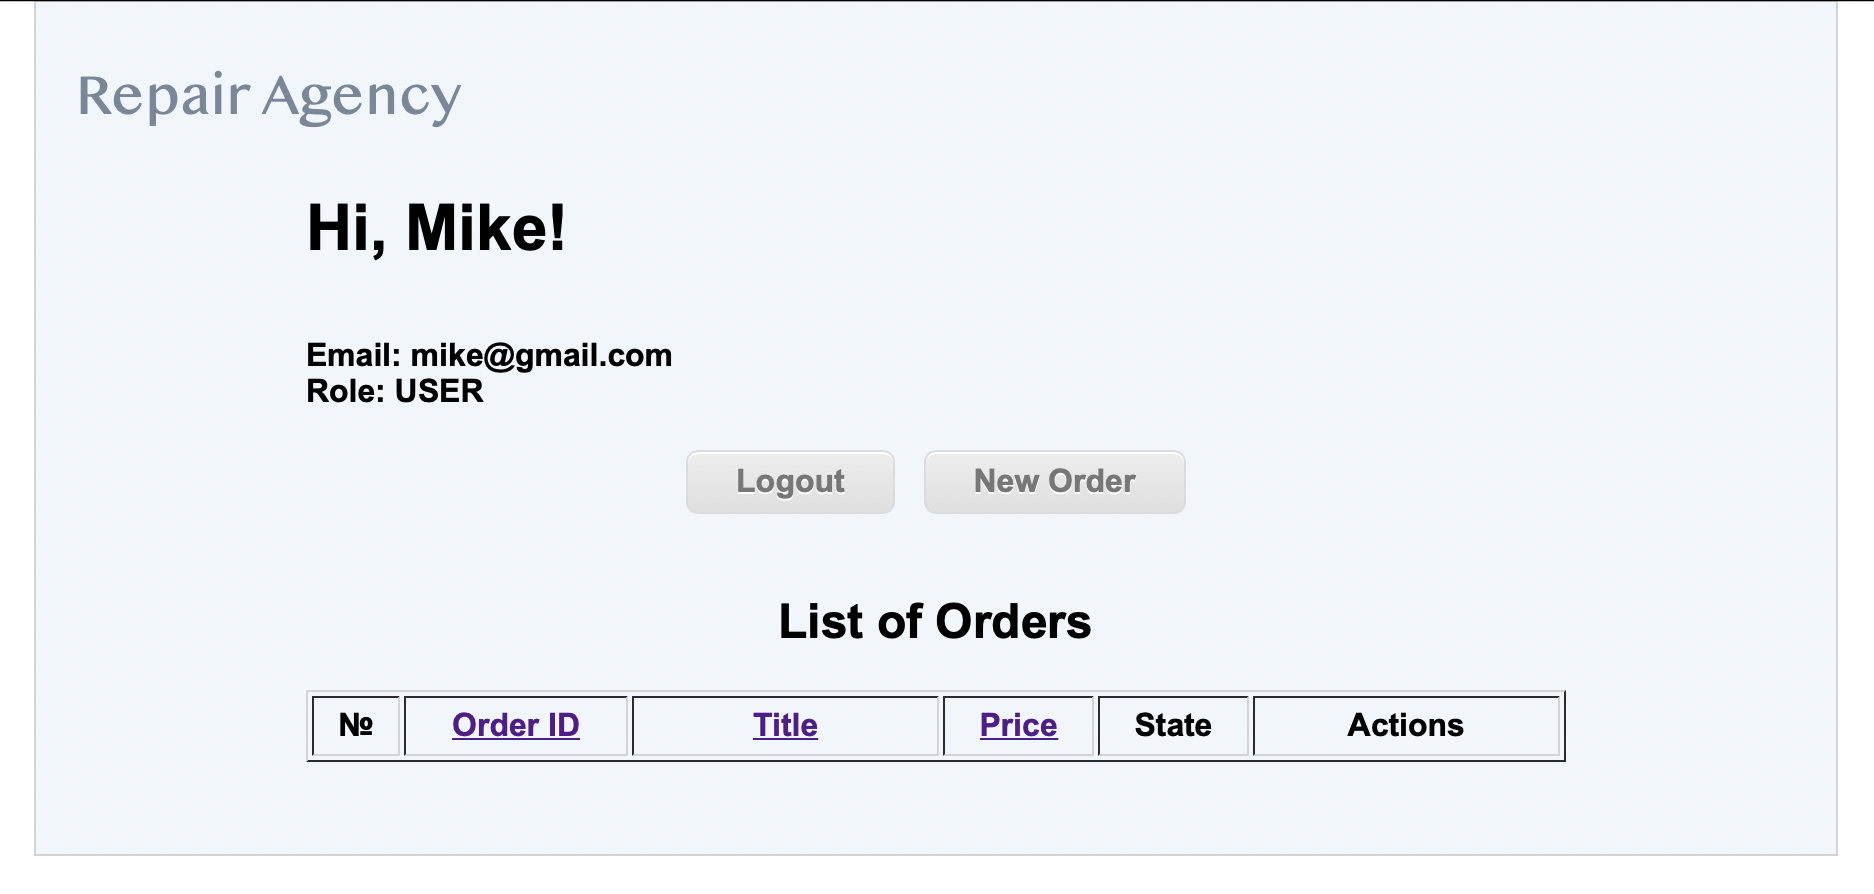 Repair Agency
Hi, Mike!
Email: mike@gmail.com
Role: USER
Logout New Order
List of Orders
№ Order ID Title Price State Actions